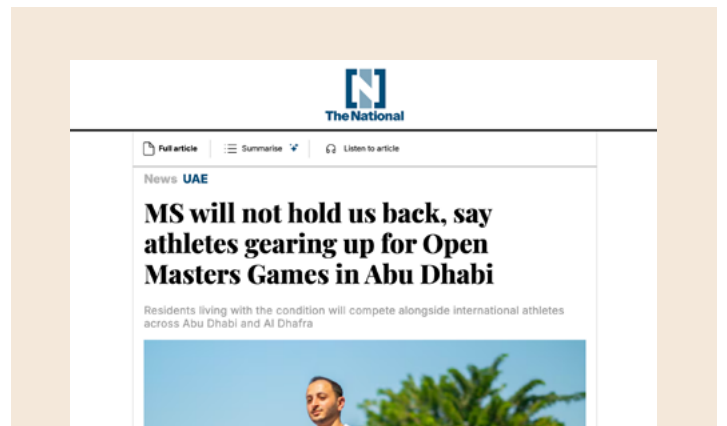 The National
Full article
Summarise
Listen to article
News UAE
MS will not hold us back, say
athletes gearing up for Open
Masters Games in Abu Dhabi
Residents living with the condition will compete alongside international athletes
across Abu Dhabi and Al Dhafra